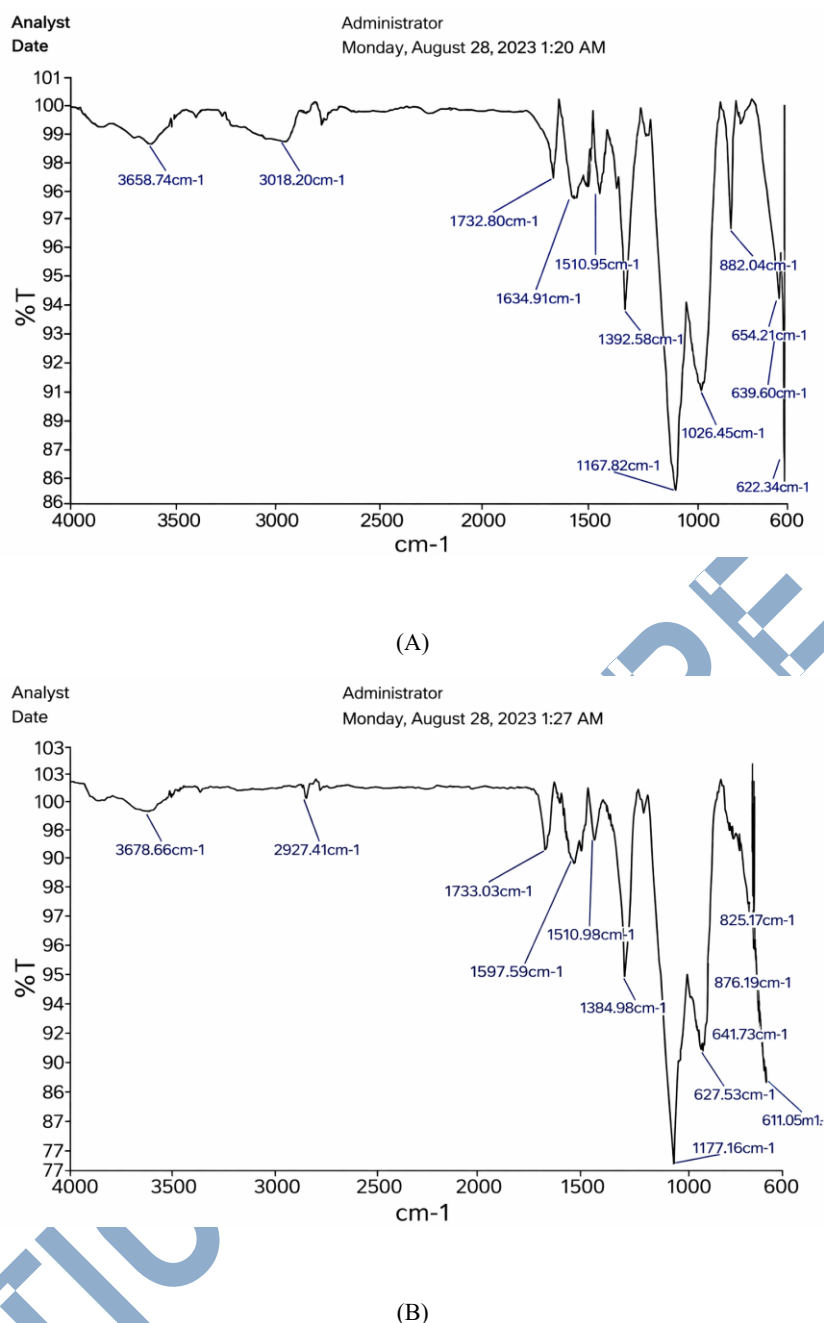 Analyst Administrator
Date Monday, August 28, 2023 1:20 AM
101
100
99
98
96
97
96
95
94
93
92
91
89
87
86
86
%T
3658.74cm-1
3018.20cm-1
1732.80cm-1
1634.91cm-1
1510.95cm-1
1392.58cm-1
1167.82cm-1
1026.45cm-1
882.04cm-1
654.21cm-1
639.60cm-1
622.34cm-1
4000 3500 3000 2500 2000 1500 1000 600
cm-1
(A)
Analyst Administrator
Date Monday, August 28, 2023 1:27 AM
103
103
100
98
90
98
97
96
95
94
92
90
86
87
77
77
%T
3678.66cm-1
2927.41cm-1
1733.03cm-1
1597.59cm-1
1510.98cm-1
1384.98cm-1
825.17cm-1
876.19cm-1
641.73cm-1
627.53cm-1
611.05m1-
1177.16cm-1
4000 3500 3000 2500 2000 1500 1000 600
cm-1
(B)